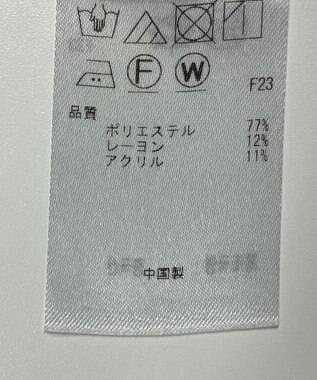 F W
F23
品質
ポリエステル 77%
レーヨン 12%
アクリル 11%
中国製